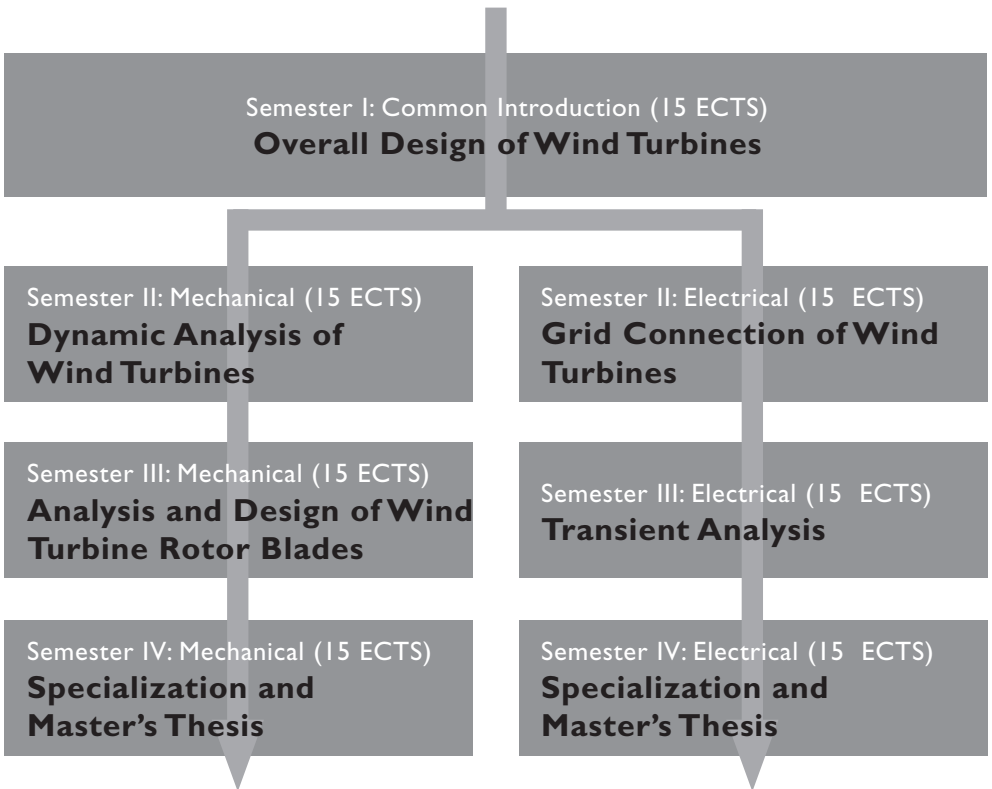 Semester I: Common Introduction (15 ECTS)
Overall Design of Wind Turbines
Semester II: Mechanical (15 ECTS)
Dynamic Analysis of
Wind Turbines
Semester II: Electrical (15 ECTS)
Grid Connection of Wind
Turbines
Semester III: Mechanical (15 ECTS)
Analysis and Design of Wind
Turbine Rotor Blades
Semester III: Electrical (15 ECTS)
Transient Analysis
Semester IV: Mechanical (15 ECTS)
Specialization and
Master’s Thesis
Semester IV: Electrical (15 ECTS)
Specialization and
Master’s Thesis